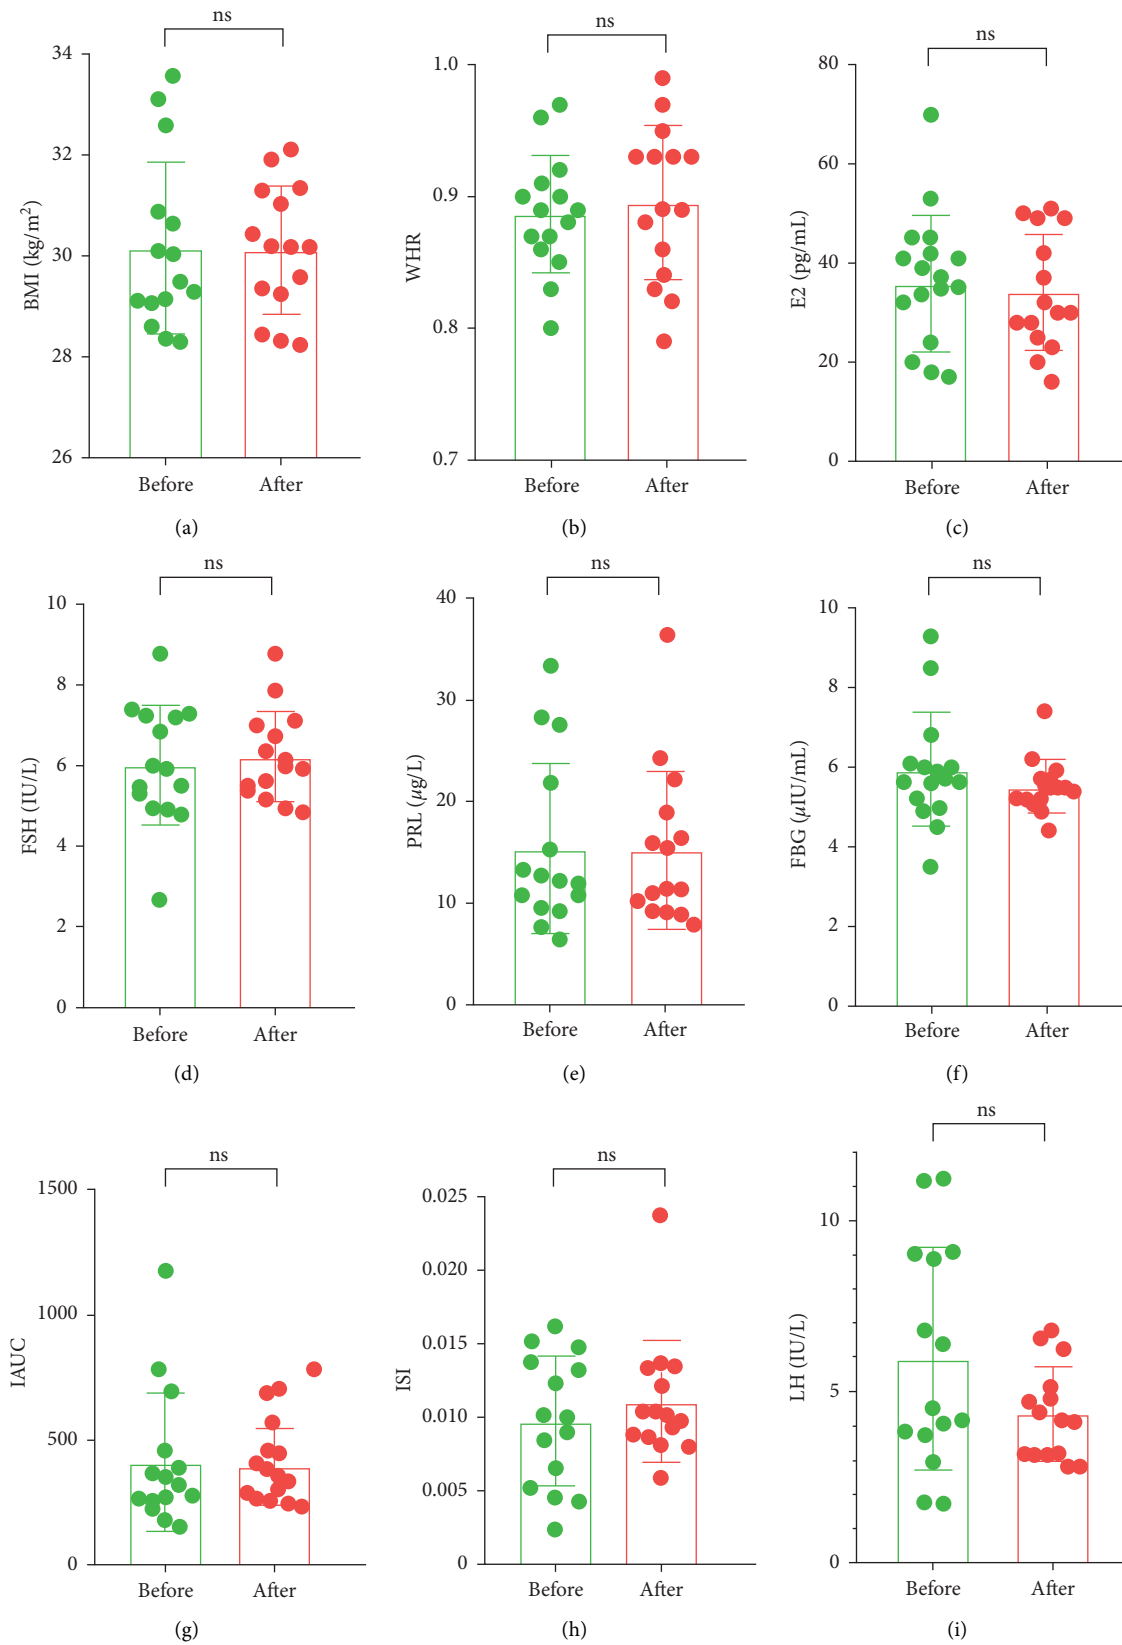 ns
BMI (kg/m²)
34
32
30
28
26
Before
After
(a)
ns
WHR
1.0
0.9
0.8
0.7
Before
After
(b)
ns
E2 (pg/mL)
80
60
40
20
0
Before
After
(c)
ns
FSH (IU/L)
10
8
6
4
2
0
Before
After
(d)
ns
PRL (μg/L)
40
30
20
10
0
Before
After
(e)
ns
FBG (μIU/mL)
10
8
6
4
2
0
Before
After
(f)
ns
IAUC
1500
1000
500
0
Before
After
(g)
ns
ISI
0.025
0.020
0.015
0.010
0.005
0
Before
After
(h)
ns
LH (IU/L)
10
5
0
Before
After
(i)